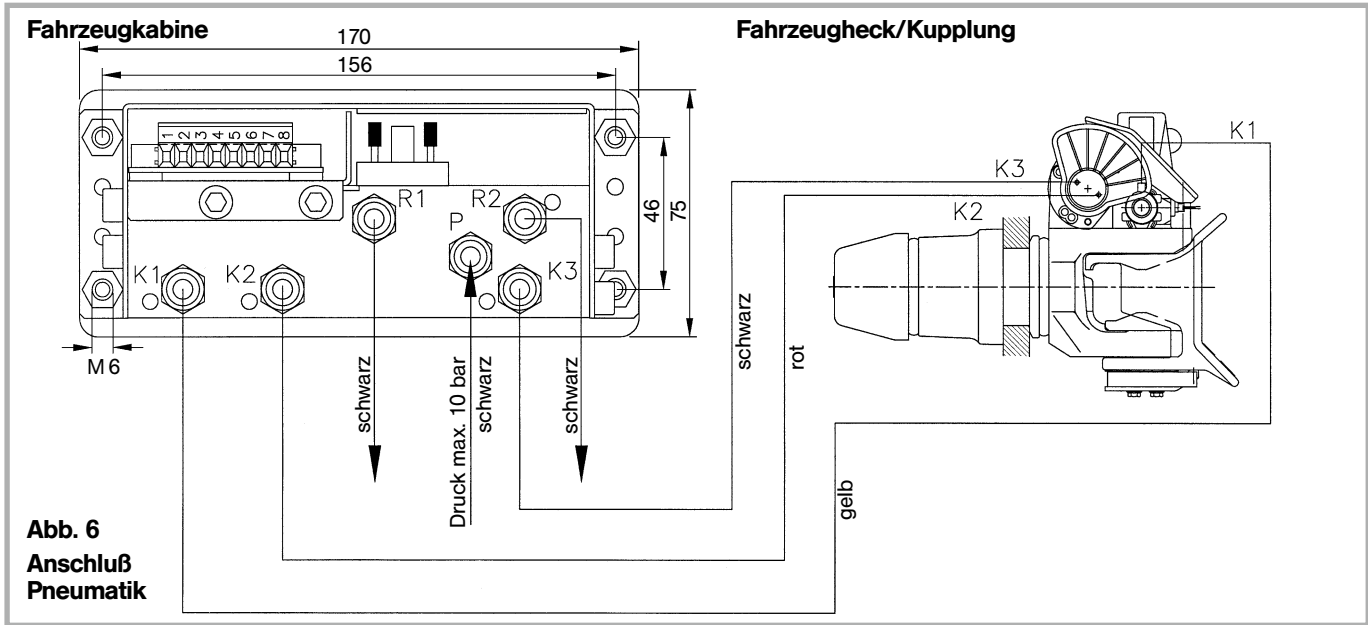 Fahrzeugkabine
Fahrzeugheck/Kupplung
170
156
1 2 3 4 5 6 7 8
R1
R2
P
K1
K2
K3
46
75
M6
schwarz
Druck max. 10 bar
schwarz
schwarz
schwarz
rot
gelb
K3
K2
K1
Abb. 6
Anschluß
Pneumatik